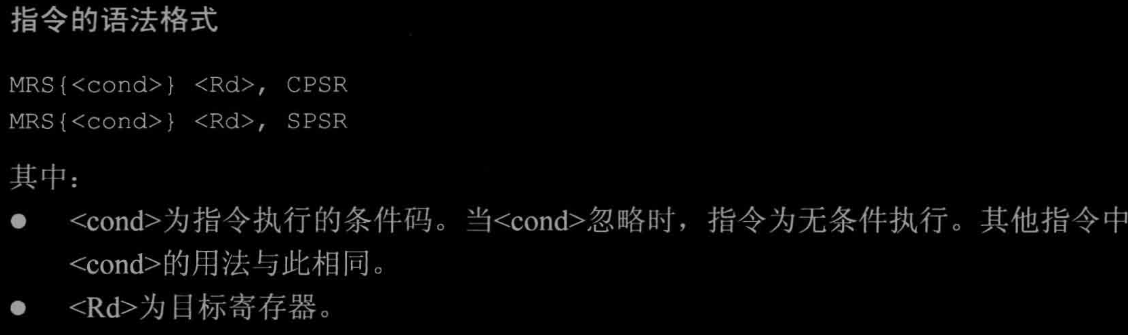 指令的语法格式
MRS{<cond>} <Rd>, CPSR
MRS{<cond>} <Rd>, SPSR
其中：
● <cond>为指令执行的条件码。当<cond>忽略时，指令为无条件执行。其他指令中
<cond>的用法与此相同。
● <Rd>为目标寄存器。